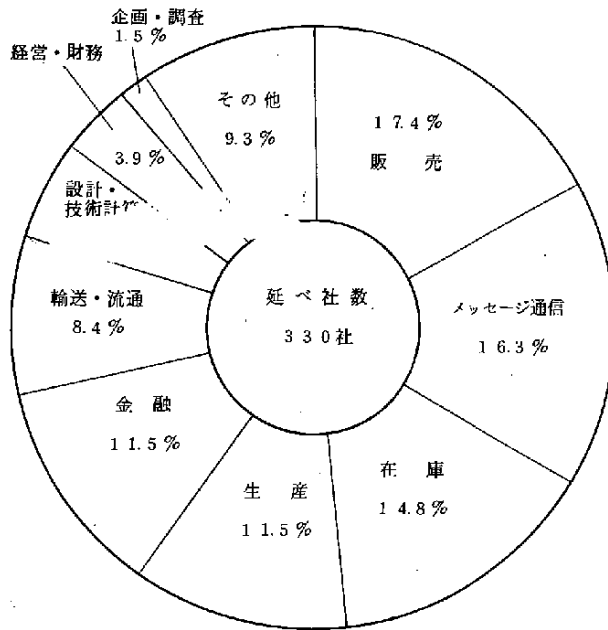 企画・調査
1.5%
経営・財務
3.9%
その他
9.3%
17.4%
販売
設計・
技術計
メッセージ通信
16.3%
輸送・流通
8.4%
延べ社数
330社
金融
11.5%
在庫
14.8%
生産
11.5%